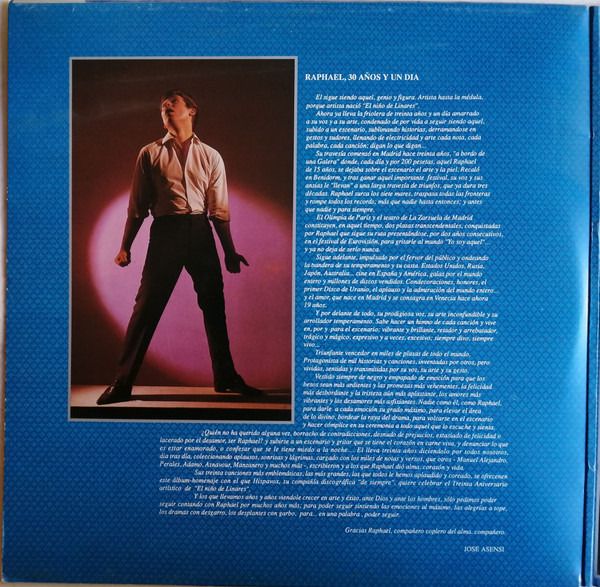 RAPHAEL, 30 AÑOS Y UN DIA
El sigue siendo aquel, genio y figura. Artista hasta la médula,
porque artista nació "El niño de Linares".
Ahora ya lleva la friolera de treinta años y un día amarrado
a su voz y a su arte, condenado de por vida a seguir siendo aquel,
subido a un escenario, sublimando historias, derramandose en
gestos y sudores, llenando de electricidad y arte cada nota, cada
palabra, cada canción; digan lo que digan...
Su travesía comensó en Madrid hace treinta años, "a bordo de
una Galera" donde, cada día y por 200 pesetas, aquel Raphael
de 15 años, se dejaba sobre el escenario el arte y la piel. Recaló
en Benidorm, y tras ganar aquel importante, festival, su voz y sus
ansias le "llevan" a una larga travesía de triunfos, que ya dura tres
décadas. Raphael surca los siete mares, traspasa todas las fronteras
y rompe todos los records; más que nadie hasta entonces; y antes
que nadie y para siempre.
El Olimpia de París y el teatro de La Zarzuela de Madrid
constituyen, en aquel tiempo, dos plazas transcendentales, conquistadas
por Raphael que sigue su ruta presentándose, por dos años consecutivos,
en el festival de Eurovisión, para gritarle al mundo "Yo soy aquel"...
y ya no deja de serlo nunca.
Sigue adelante, impulsado por el fervor del público y ondeando
la bandera de su temperamento y su casta. Estados Unidos, Rusia,
Japón, Australia... cine en España y América, galas por el mundo
entero y millones de discos vendidos. Condecoraciones, honores, el
primer Disco de Uranio, el aplauso y la admiración del mundo entero...
y el amor, que nace en Madrid y se consagra en Venecia hace ahora
19 años.
Y por delante de todo, su prodigiosa voz, su arte inconfundible y su
arrollador temperamento. Sabe hacer un himno de cada canción y vive
en, por y para el escenario; vibrante y brillante, retador y arrebatador,
trágico y mágico, expresivo y a veces, excesivo; siempre divo, siempre
vivo...
Triunfante vencedor en miles de plazas de todo el mundo.
Protagonista de mil historias y canciones, inventadas por otros, pero
vividas, sentidas y transmitidas por su voz, su arte y su gesto.
Vestido siempre de negro y empapado de emoción para que los
besos sean más ardientes y las promesas más vehementes, la felicidad
más desbordante y la tristeza aún más aplastante, los amores más
vibrantes y los desamores más asfixiantes. Nadie como él, como Raphael,
para darle a cada emoción su grado máximo, para elevar el área
de lo divino, bordear la raya del drama, para volcarse en el escenario
y hacer cómplice en su ceremonia a todo aquel que lo escucha y sienta.
¿Quién no ha querido alguna vez, borracho de contradicciones, desnudo de prejuicios, extasiado de felicidad o
lacerado por el desamor, ser Raphael? y subirte a un escenario y gritar que se tiene el corazón en carne viva, y denunciar lo que
es estar enamorado, o confesar que se le tiene miedo a la noche.... El lleva treinta años diciendolo por todos nosotros,
día tras día, coleccionando aplausos, sonrisas y lágrimas, cargado con los miles de notas y versos, que otros - Manuel Alejandro,
Perales, Adamo, Aznavour, Manzanero y muchos más -, escribieron y a los que Raphael dió alma, corazón y vida.
Sus treinta canciones más emblemáticas, las más grandes, las que todos le hemos aplaudido y coreado, se ofrecen en
este álbum-homenaje con el que Hispavox, su compañía discográfica "de siempre", quiere celebrar el Treinta Aniversario
artístico de "El niño de Linares".
Y los que llevamos años y años siendole creer en arte y éxito, ante Dios y ante los hombres, sólo pedimos poder
seguir contando con Raphael por muchos años más; para poder seguir sintiendo las emociones al máximo, las alegrías a tope,
los dramas con desgarro, los desplantes con garbo, para... en una palabra, poder seguir.
Gracias Raphael, compañero coplero del alma, compañero.
JOSE ASENSI